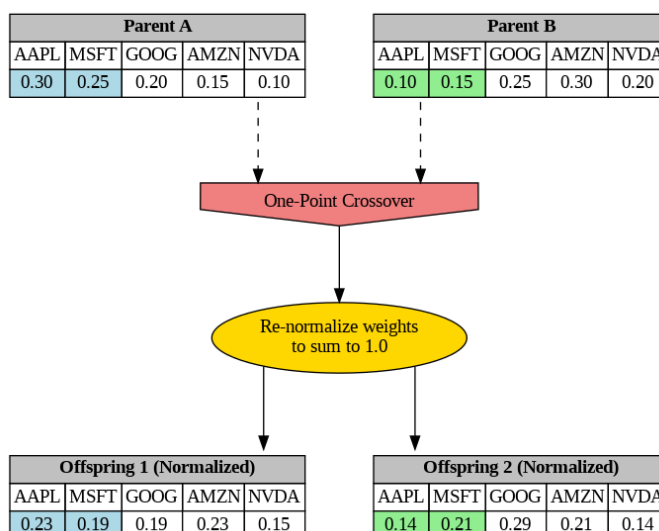 Parent A
AAPL MSFT GOOG AMZN NVDA
0.30 0.25 0.20 0.15 0.10
Parent B
AAPL MSFT GOOG AMZN NVDA
0.10 0.15 0.25 0.30 0.20
One-Point Crossover
Re-normalize weights
to sum to 1.0
Offspring 1 (Normalized)
AAPL MSFT GOOG AMZN NVDA
0.23 0.19 0.19 0.23 0.15
Offspring 2 (Normalized)
AAPL MSFT GOOG AMZN NVDA
0.14 0.21 0.29 0.21 0.14